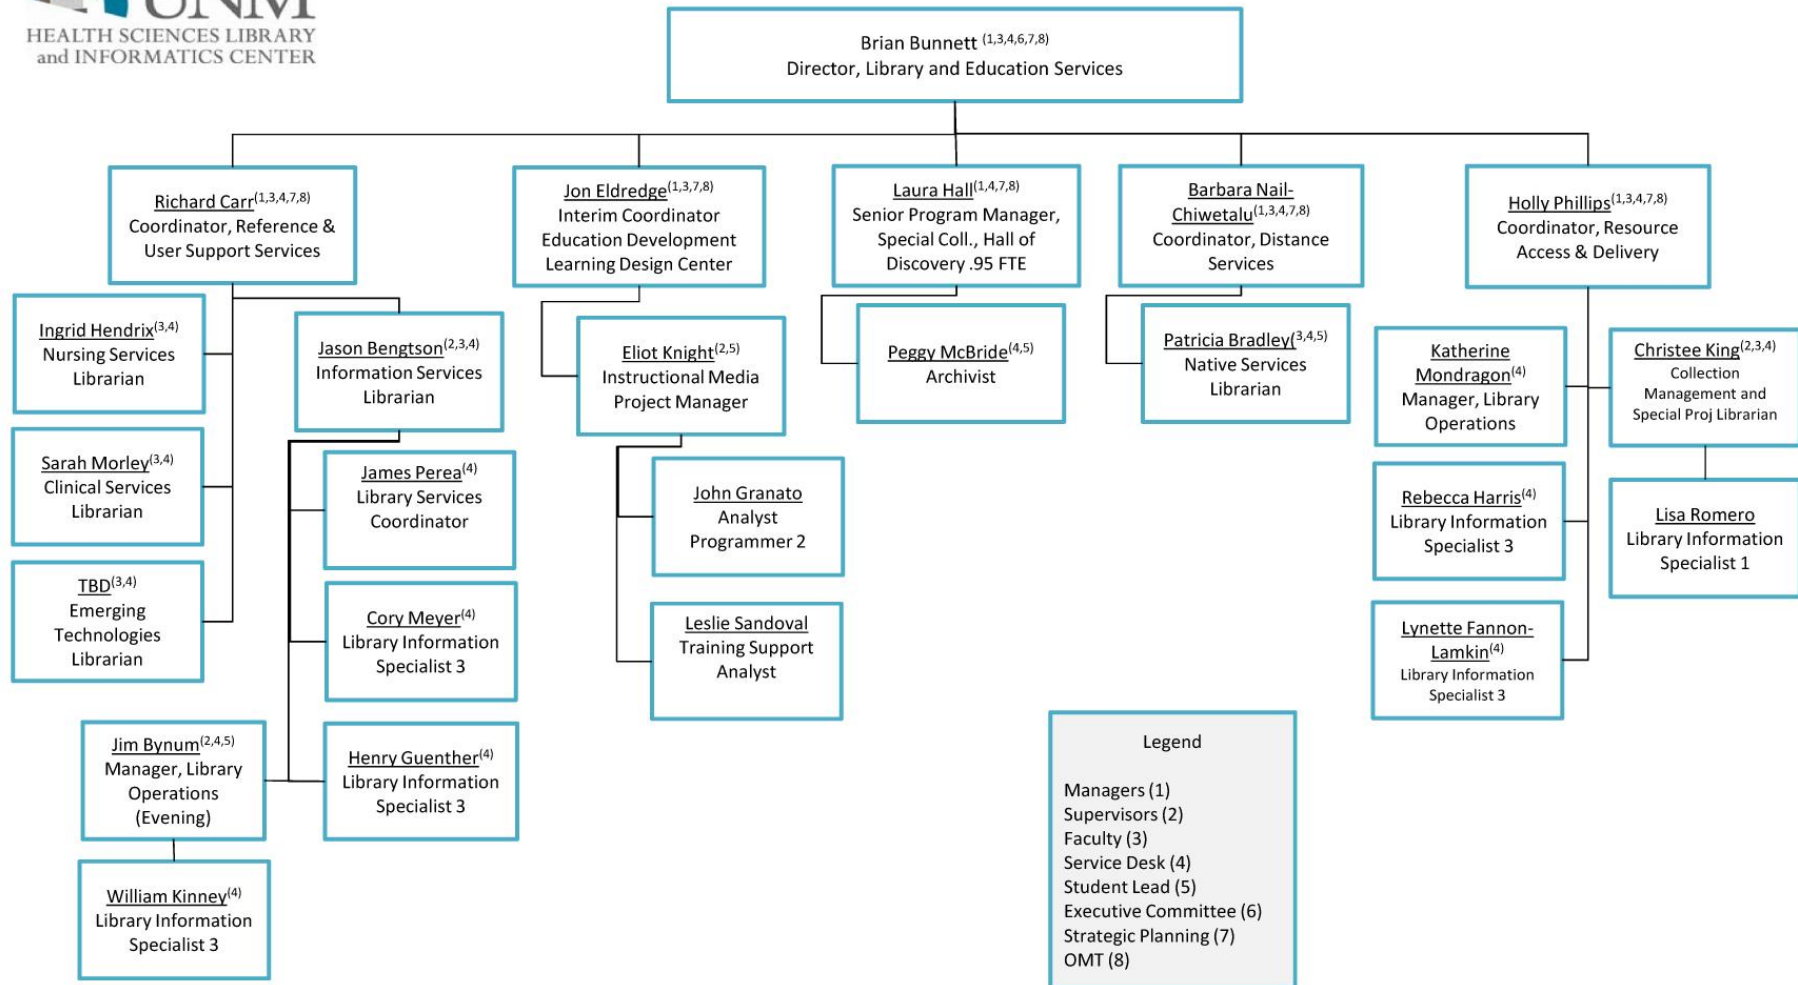 UNM
HEALTH SCIENCES LIBRARY
and INFORMATICS CENTER
Brian Bunnett (1,3,4,6,7,8)
Director, Library and Education Services
Richard Carr(1,3,4,7,8)
Coordinator, Reference &
User Support Services
Jon Eldredge(1,3,7,8)
Interim Coordinator
Education Development
Learning Design Center
Laura Hall(1,4,7,8)
Senior Program Manager,
Special Coll., Hall of
Discovery .95 FTE
Barbara Nail-
Chiwetalu(1,3,4,7,8)
Coordinator, Distance
Services
Holly Phillips(1,3,4,7,8)
Coordinator, Resource
Access & Delivery
Ingrid Hendrix(3,4)
Nursing Services
Librarian
Jason Bengtson(2,3,4)
Information Services
Librarian
Eliot Knight(2,5)
Instructional Media
Project Manager
Peggy McBride(4,5)
Archivist
Patricia Bradley((3,4,5)
Native Services
Librarian
Katherine
Mondragon(4)
Manager, Library
Operations
Christee King(2,3,4)
Collection
Management and
Special Proj Librarian
Sarah Morley(3,4)
Clinical Services
Librarian
James Perea(4)
Library Services
Coordinator
John Granato
Analyst
Programmer 2
Rebecca Harris(4)
Library Information
Specialist 3
Lisa Romero
Library Information
Specialist 1
TBD(3,4)
Emerging
Technologies
Librarian
Cory Meyer(4)
Library Information
Specialist 3
Leslie Sandoval
Training Support
Analyst
Lynette Fannon-
Lamkin(4)
Library Information
Specialist 3
Jim Bynum(2,4,5)
Manager, Library
Operations
(Evening)
Henry Guenther(4)
Library Information
Specialist 3
William Kinney(4)
Library Information
Specialist 3
Legend
Managers (1)
Supervisors (2)
Faculty (3)
Service Desk (4)
Student Lead (5)
Executive Committee (6)
Strategic Planning (7)
OMT (8)